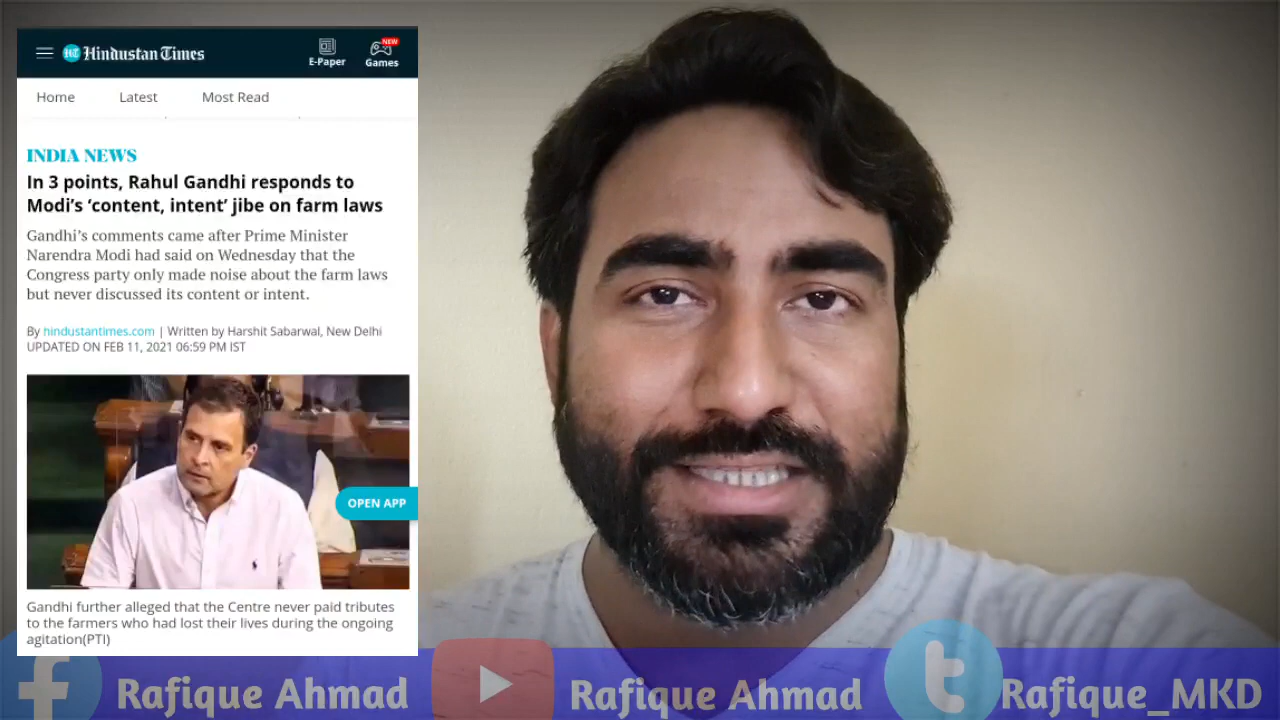 HT Hindustan Times
E-Paper
NEW
Games
Home Latest Most Read
INDIA NEWS
In 3 points, Rahul Gandhi responds to
Modi’s ‘content, intent’ jibe on farm laws
Gandhi’s comments came after Prime Minister
Narendra Modi had said on Wednesday that the
Congress party only made noise about the farm laws
but never discussed its content or intent.
By hindustantimes.com | Written by Harshit Sabarwal, New Delhi
UPDATED ON FEB 11, 2021 06:59 PM IST
OPEN APP
Gandhi further alleged that the Centre never paid tributes
to the farmers who had lost their lives during the ongoing
agitation(PTI)
f Rafique Ahmad Rafique Ahmad t Rafique_MKD